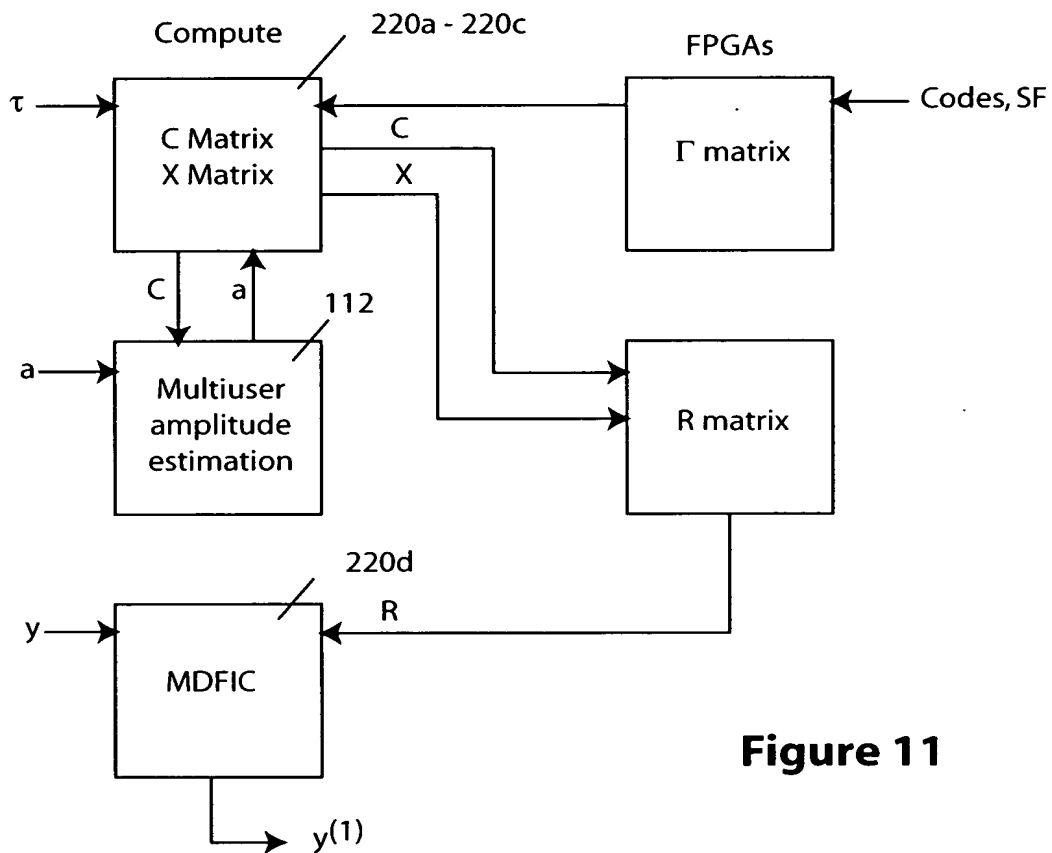 Compute
220a - 220c
FPGAs
τ
C Matrix
X Matrix
C
X
Γ matrix
Codes, SF
C
a
112
a
Multiuser
amplitude
estimation
R matrix
220d
R
y
MDFIC
y(1)
Figure 11